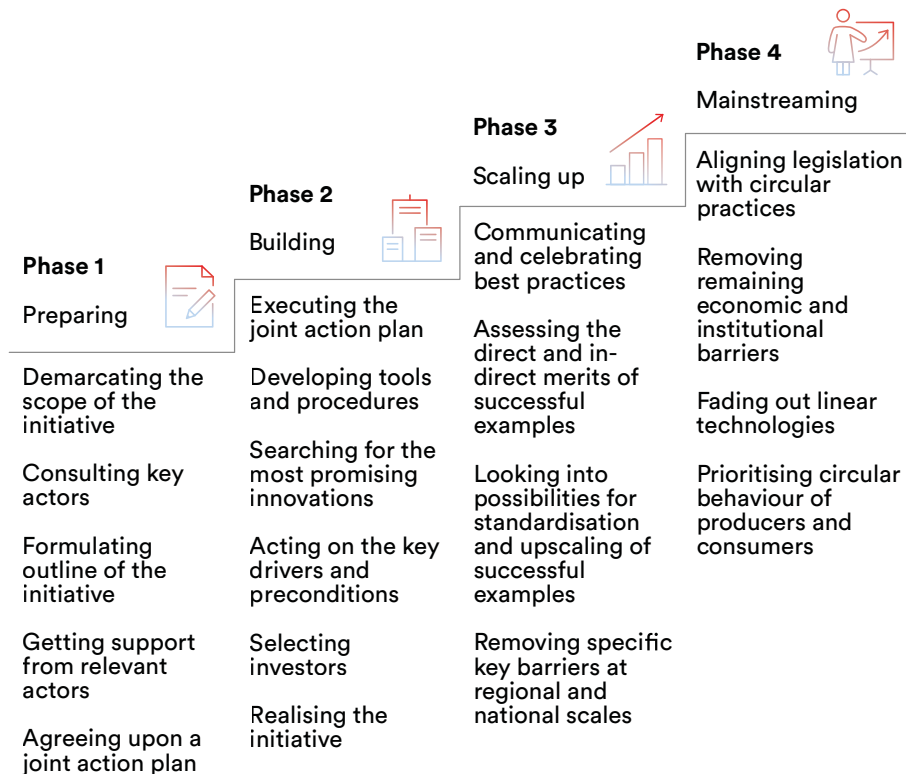 Phase 1
Preparing
Demarcating the
scope of the
initiative
Consulting key
actors
Formulating
outline of the
initiative
Getting support
from relevant
actors
Agreeing upon a
joint action plan
Phase 2
Building
Executing the
joint action plan
Developing tools
and procedures
Searching for the
most promising
innovations
Acting on the key
drivers and
preconditions
Selecting
investors
Realising the
initiative
Phase 3
Scaling up
Communicating
and celebrating
best practices
Assessing the
direct and in-
direct merits of
successful
examples
Looking into
possibilities for
standardisation
and upscaling of
successful
examples
Removing specific
key barriers at
regional and
national scales
Phase 4
Mainstreaming
Aligning legislation
with circular
practices
Removing
remaining
economic and
institutional
barriers
Fading out linear
technologies
Prioritising circular
behaviour of
producers and
consumers